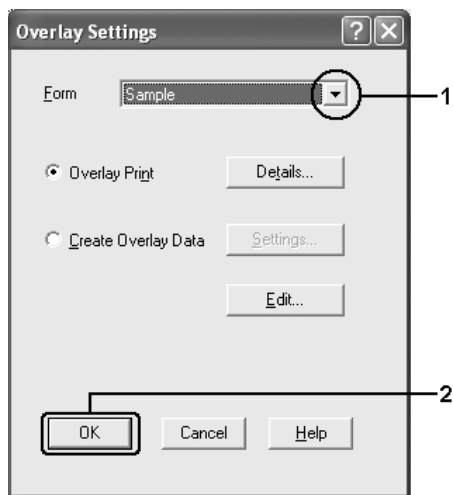 Overlay Settings
Form Sample 1
Overlay Print Details...
Create Overlay Data Settings...
Edit...
2
OK Cancel Help